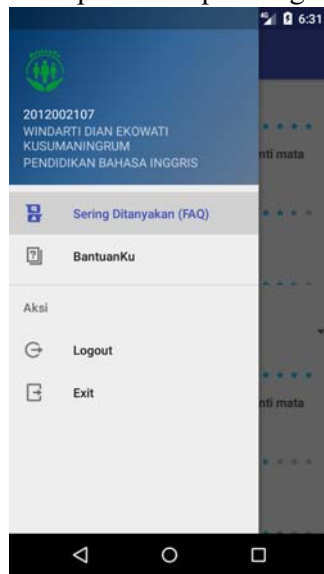 6:31
2012002107
WINDARTI DIAN EKOWATI
KUSUMANINGRUM
PENDIDIKAN BAHASA INGGRIS
nti mata
Sering Ditanyakan (FAQ)
BantuanKu
Aksi
Logout
Exit
nti mata